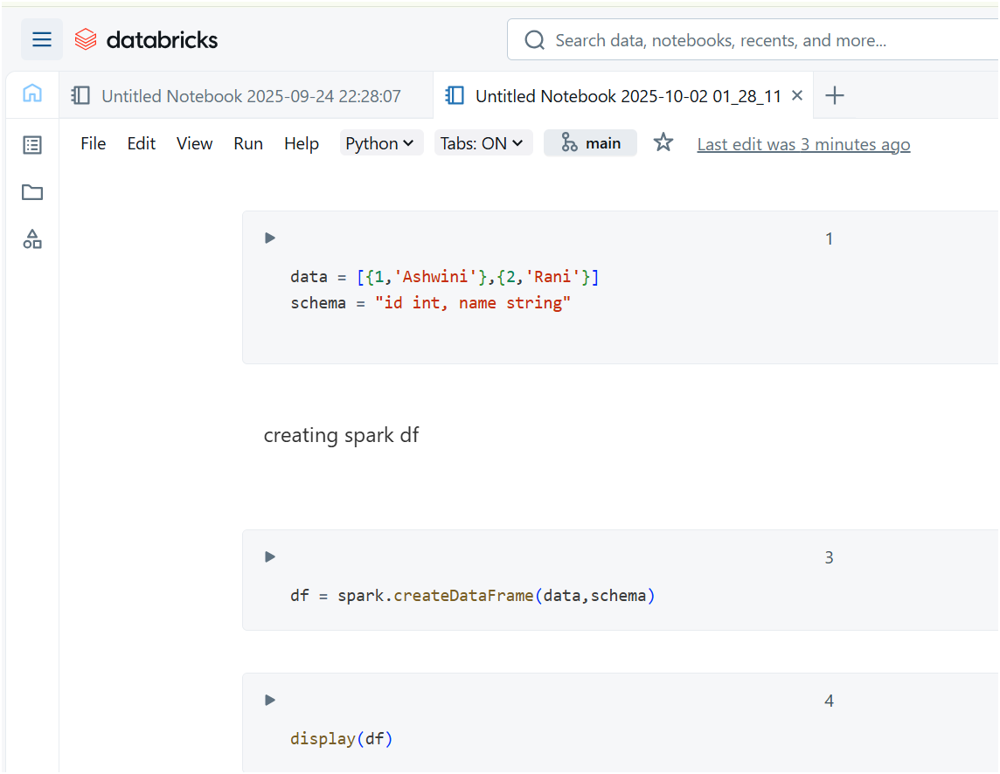 databricks
Search data, notebooks, recents, and more...
Untitled Notebook 2025-09-24 22:28:07
Untitled Notebook 2025-10-02 01_28_11
File Edit View Run Help Python Tabs: ON main Last edit was 3 minutes ago
1
data = [{1,'Ashwini'},{2,'Rani'}]
schema = "id int, name string"
creating spark df
3
df = spark.createDataFrame(data,schema)
4
display(df)